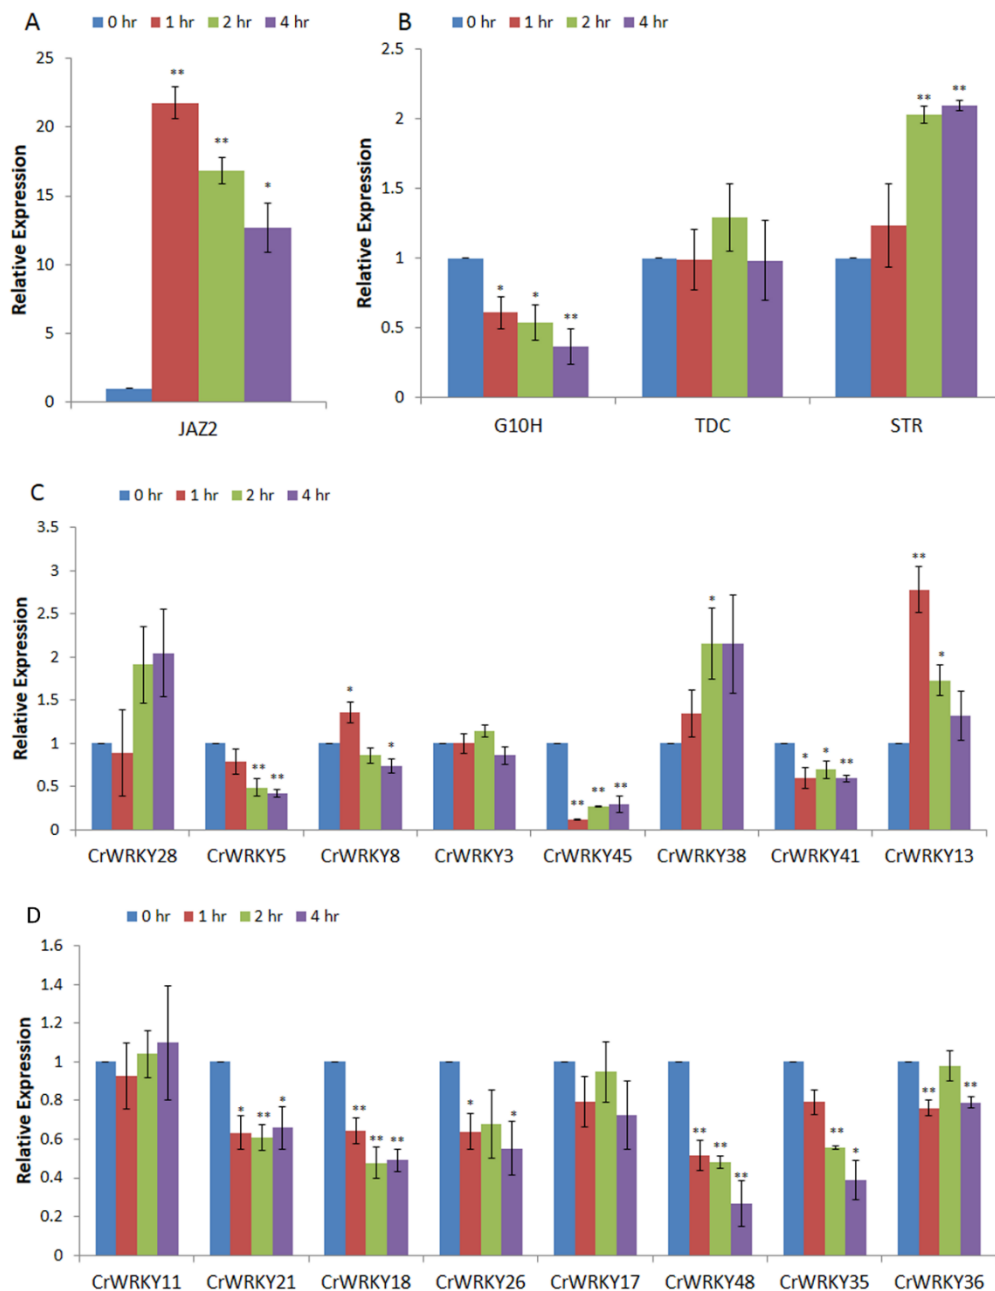 A
0 hr 1 hr 2 hr 4 hr
Relative Expression
25
20
15
10
5
0
** ** *
JAZ2
B
0 hr 1 hr 2 hr 4 hr
Relative Expression
2.5
2
1.5
1
0.5
0
* * ** ** **
G10H TDC STR
C
0 hr 1 hr 2 hr 4 hr
Relative Expression
3.5
3
2.5
2
1.5
1
0.5
0
** ** * * ** ** ** * * * ** ** *
CrWRKY28 CrWRKY5 CrWRKY8 CrWRKY3 CrWRKY45 CrWRKY38 CrWRKY41 CrWRKY13
D
0 hr 1 hr 2 hr 4 hr
Relative Expression
1.6
1.4
1.2
1
0.8
0.6
0.4
0.2
0
* ** * ** ** ** * * ** ** ** ** * ** **
CrWRKY11 CrWRKY21 CrWRKY18 CrWRKY26 CrWRKY17 CrWRKY48 CrWRKY35 CrWRKY36